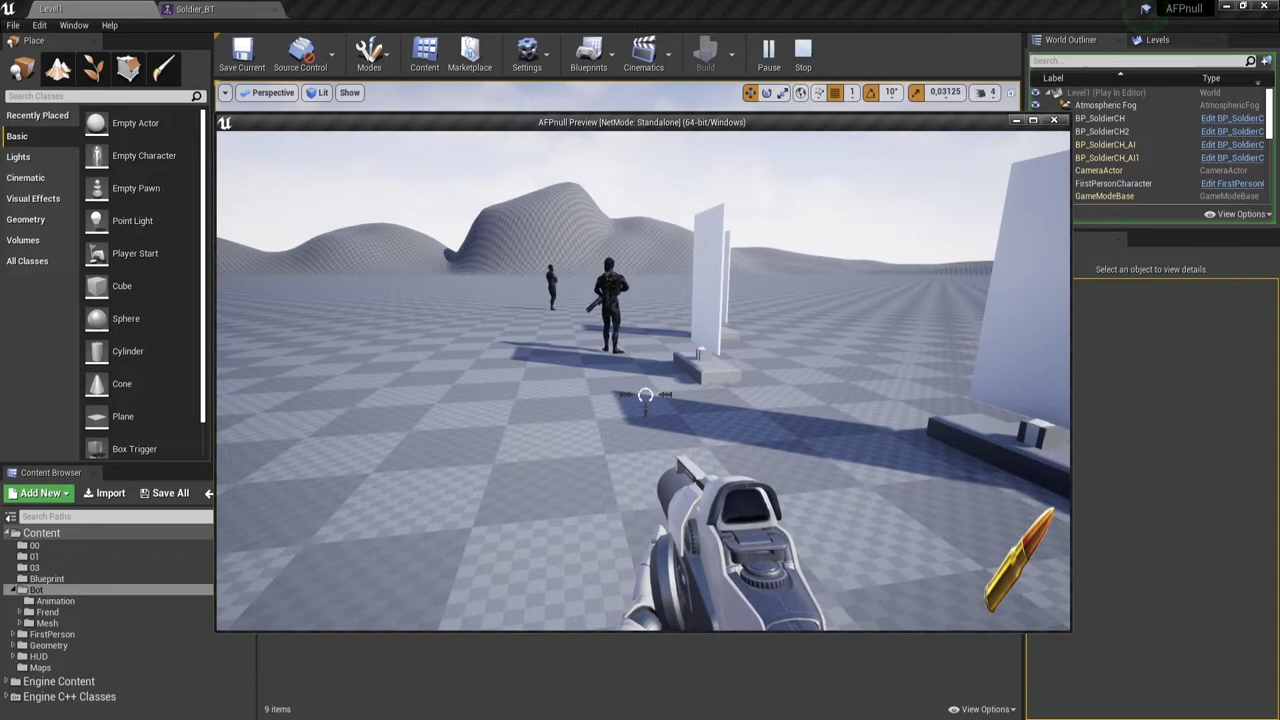 Level1
Soldier_BT
AFPnull
File Edit Window Help
Place
World Outliner
Levels
Save Current
Source Control
Modes
Content
Marketplace
Settings
Blueprints
Cinematics
Build
Pause
Stop
Search...
Label
Type
Search Classes
Perspective
Lit
Show
1
10°
0,03125
4
Level1 (Play In Editor) World
Atmospheric Fog AtmosphericFog
BP_SoldierCH Edit BP_SoldierC
BP_SoldierCH2 Edit BP_SoldierC
BP_SoldierCH_AI Edit BP_SoldierC
BP_SoldierCH_AI1 Edit BP_SoldierC
CameraActor CameraActor
FirstPersonCharacter Edit FirstPerson
GameModeBase GameModeBase
View Options
AFPnull Preview [NetMode: Standalone] (64-bit/Windows)
Recently Placed
Basic
Lights
Cinematic
Visual Effects
Geometry
Volumes
All Classes
Empty Actor
Empty Character
Empty Pawn
Point Light
Player Start
Cube
Sphere
Cylinder
Cone
Plane
Box Trigger
Select an object to view details
Content Browser
Add New
Import
Save All
Search Paths
Content
00
01
03
Blueprint
Bot
Animation
Frend
Mesh
FirstPerson
Geometry
HUD
Maps
Engine Content
Engine C++ Classes
9 items
View Options